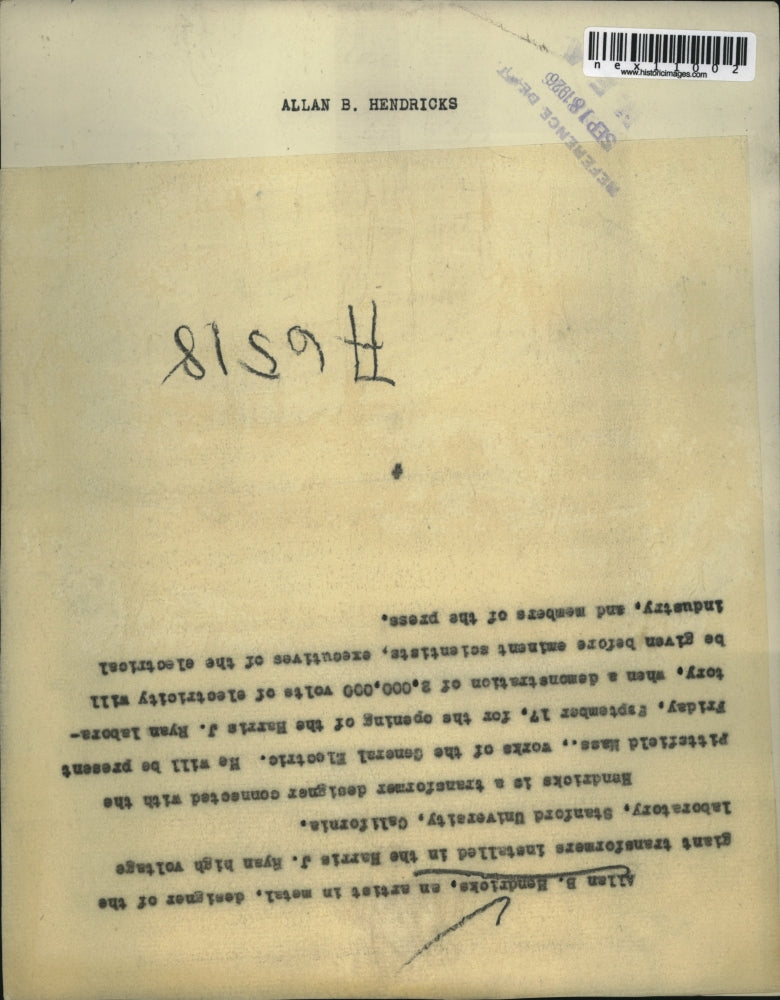 nex11002
www.historicimages.com
REFERENCE DEPT
SEP 18 1926
ALLAN B. HENDRICKS
Allan B. Hendricks, an artist in metal, designer of the
giant transformers installed in the Harris J. Ryan high voltage
laboratory, Stanford University, California.
Hendricks is a transformer designer connected with the
Pittsfield Mass., works of the General Electric. He will be present
Friday, September 17, for the opening of the Harris J. Ryan labora-
tory, when a demonstration of 2,000,000 volts of electricity will
be given before eminent scientists, executives of the electrical
industry, and members of the press.